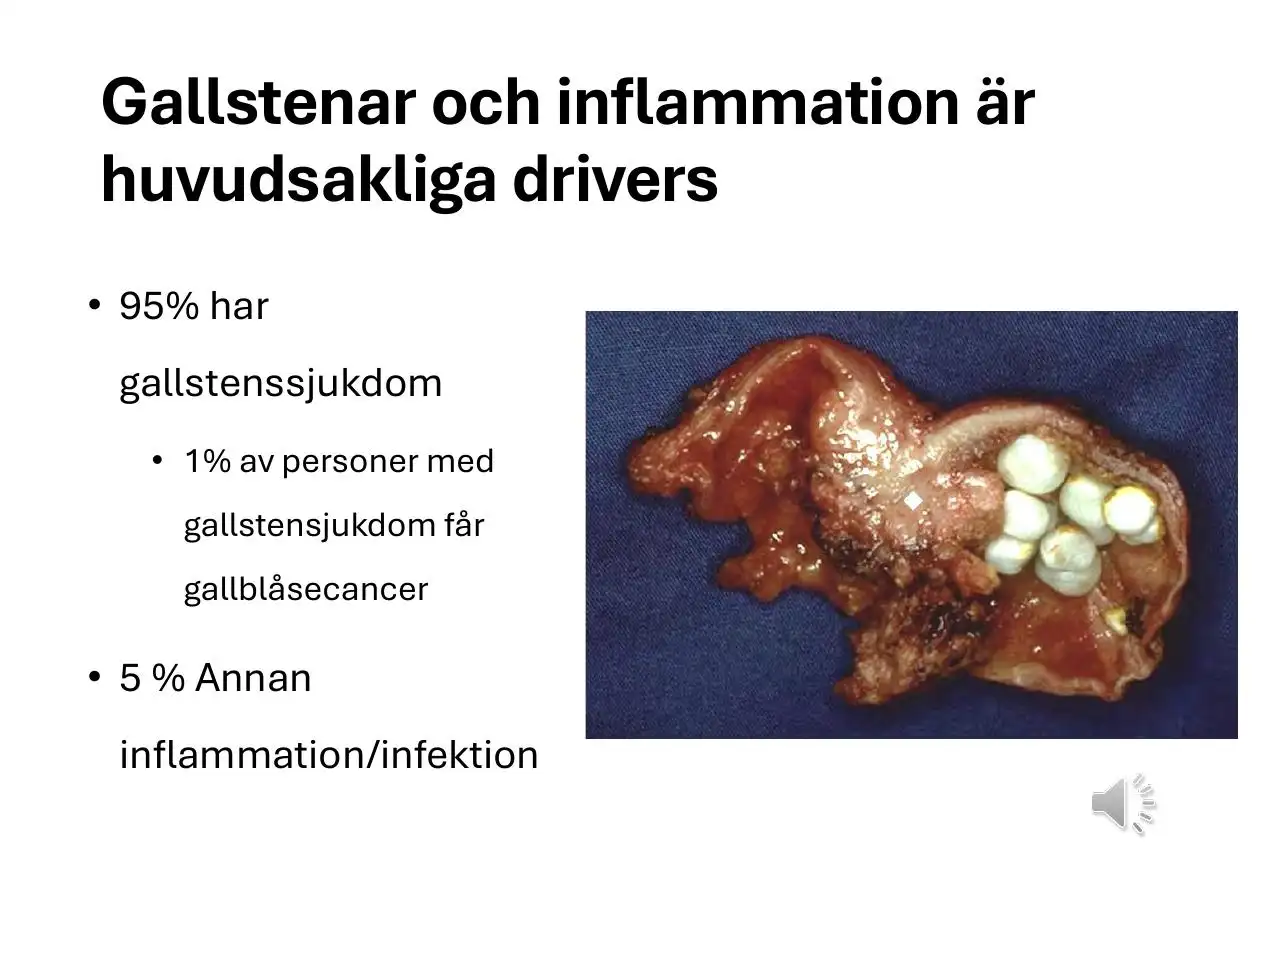 Gallstenar och inflammation är
huvudsakliga drivers
• 95% har
gallstenssjukdom
• 1% av personer med
gallstensjukdom får
gallblåsecancer
• 5 % Annan
inflammation/infektion